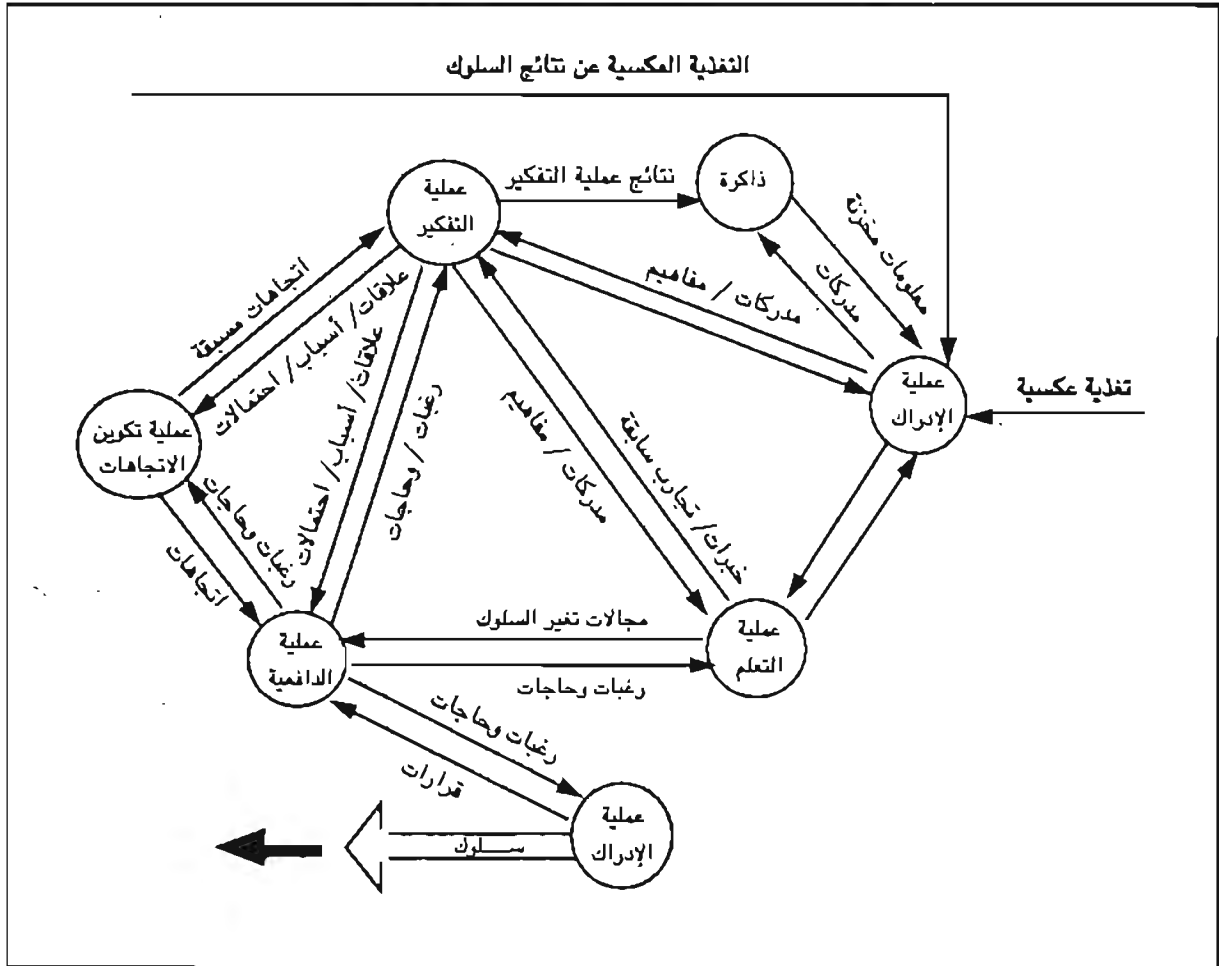 التغذية العكسية عن نتائج السلوك
ذاكرة
نتائج عملية التفكير
عملية
التفكير
معلومات مخزنة
مدركات
مدركات / مفاهيم
اتجاهات مسبقة
علاقات / أسباب / احتمالات
علاقات / أسباب / احتمالات
رغبات / وحاجات
مدركات / مفاهيم
خبرات / تجارب سابقة
عملية
الإدراك
تغذية عكسية
عملية تكوين
الاتجاهات
رغبات وحاجات
اتجاهات
عملية
الدافعية
مجالات تغير السلوك
رغبات وحاجات
عملية
التعلم
رغبات وحاجات
قرارات
عملية
الإدراك
سلوك